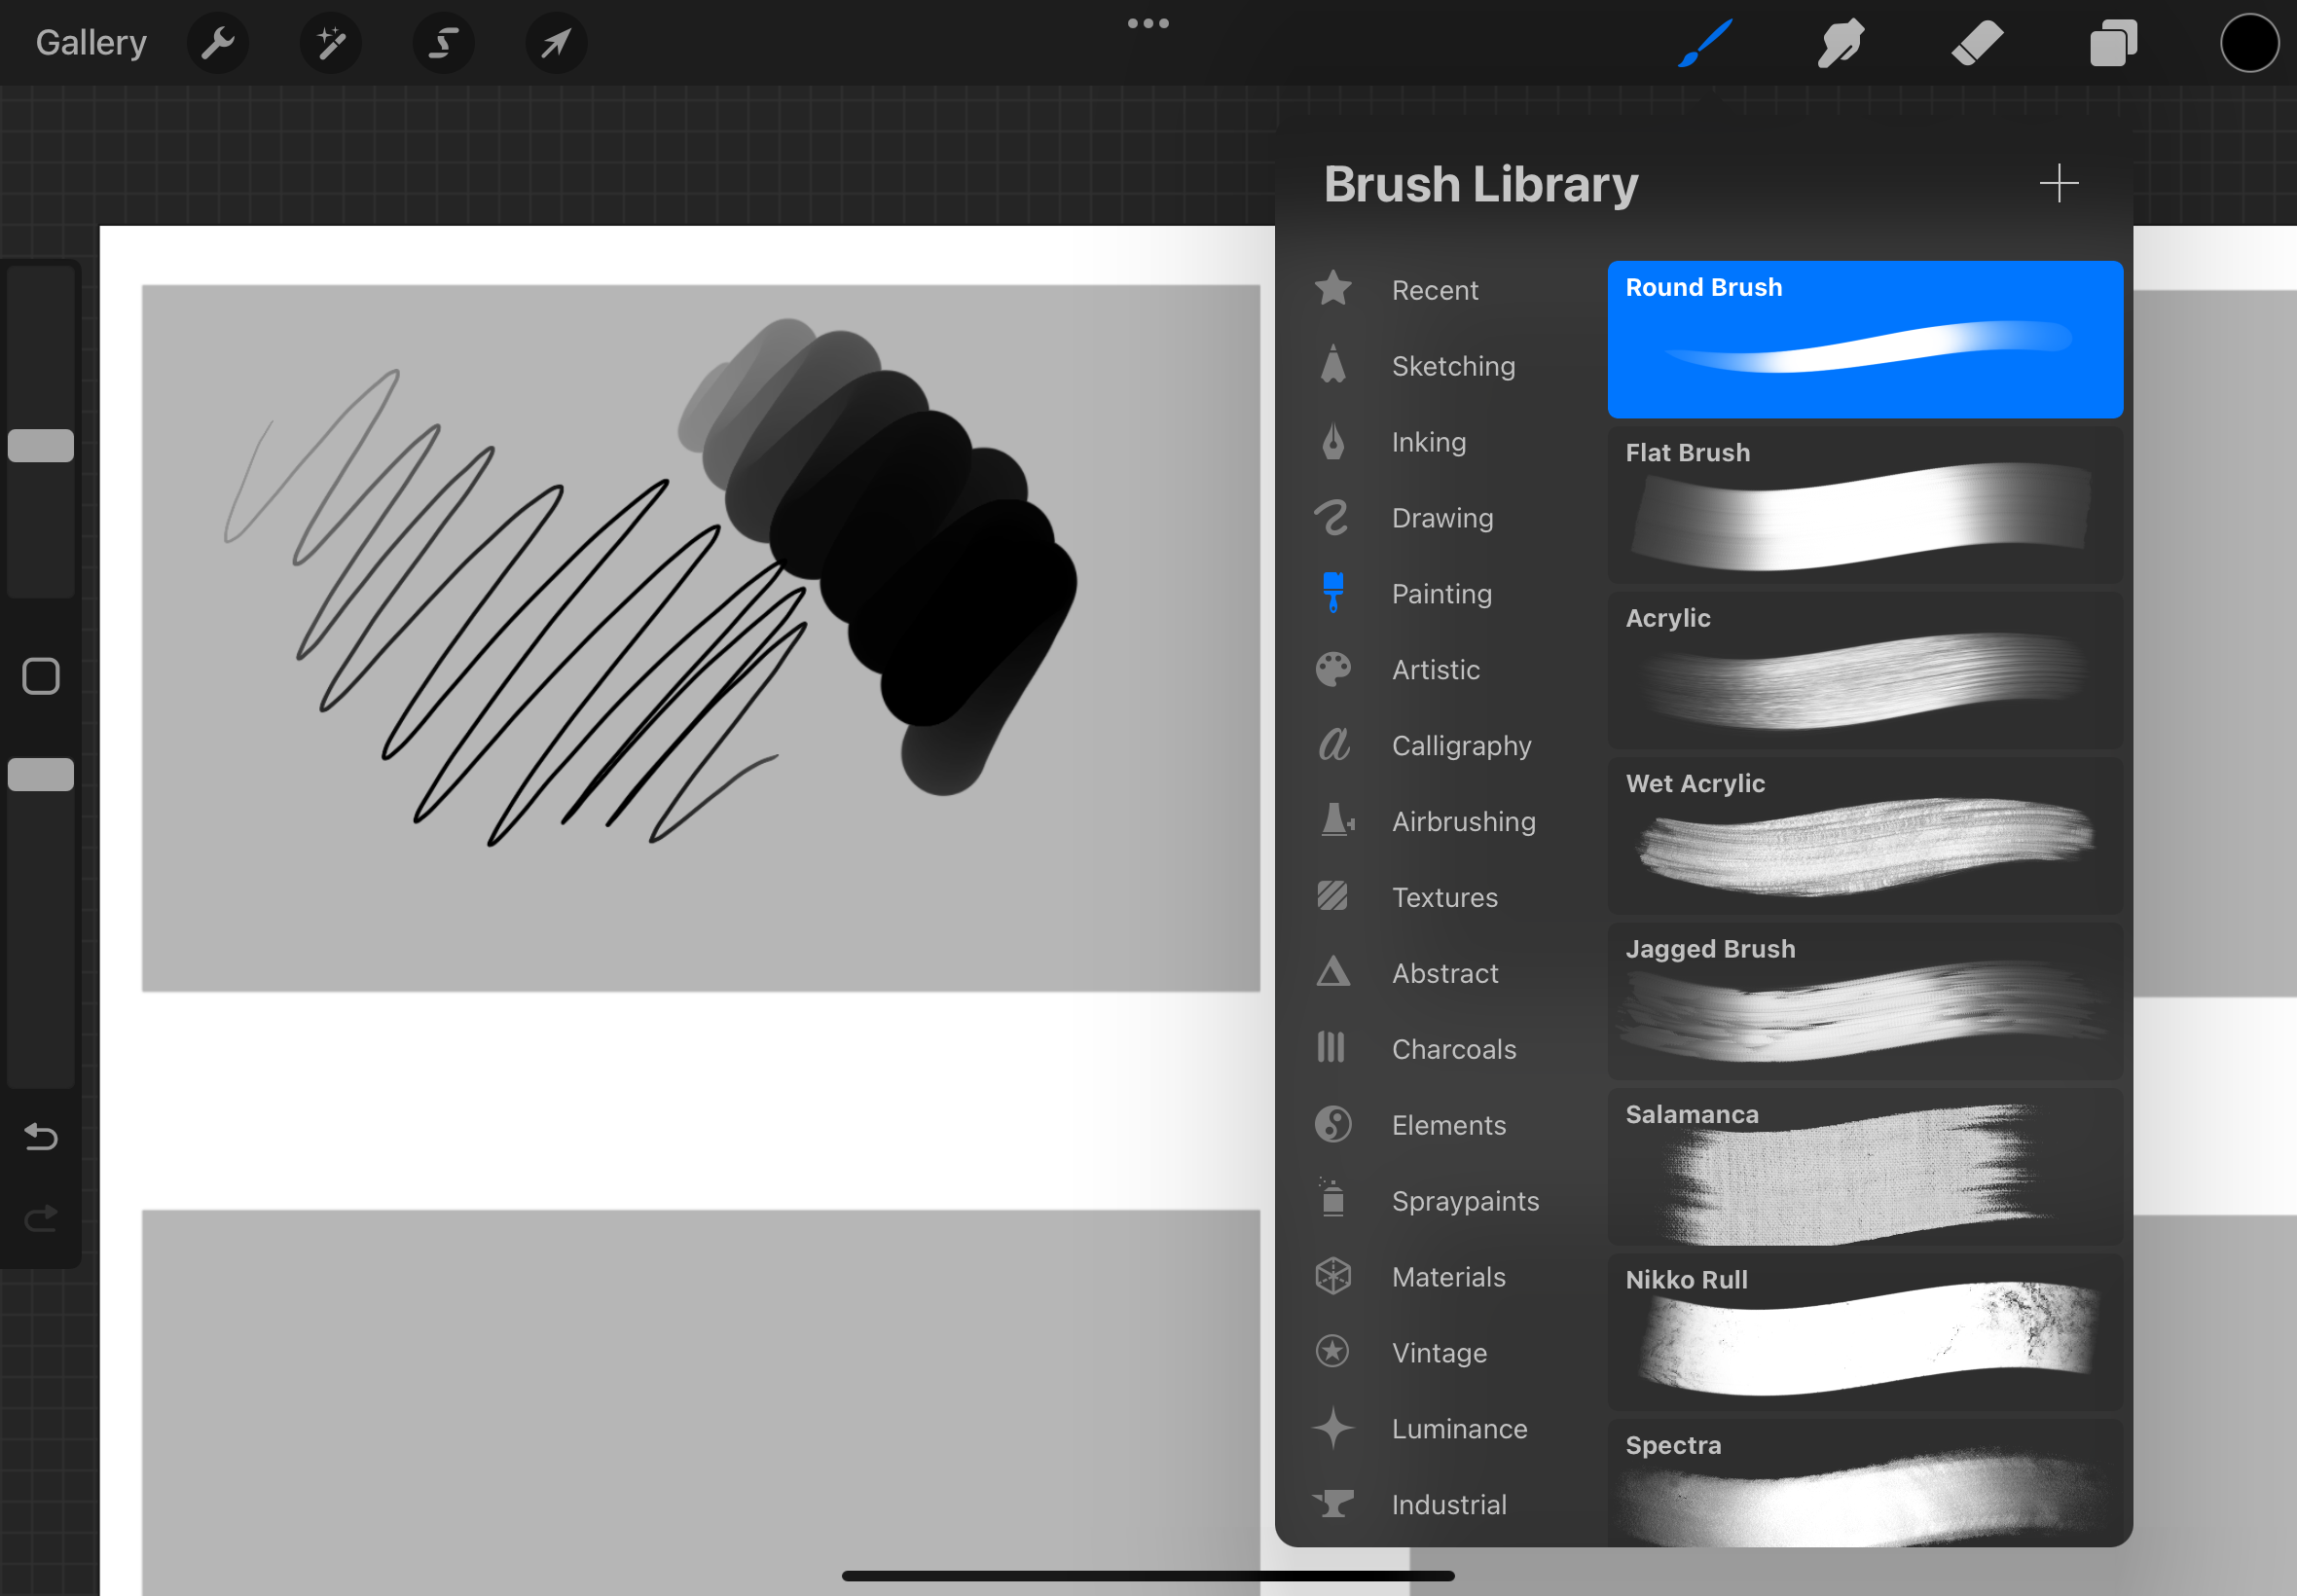 Gallery
Brush Library
Recent
Sketching
Inking
Drawing
Painting
Artistic
Calligraphy
Airbrushing
Textures
Abstract
Charcoals
Elements
Spraypaints
Materials
Vintage
Luminance
Industrial
Round Brush
Flat Brush
Acrylic
Wet Acrylic
Jagged Brush
Salamanca
Nikko Rull
Spectra